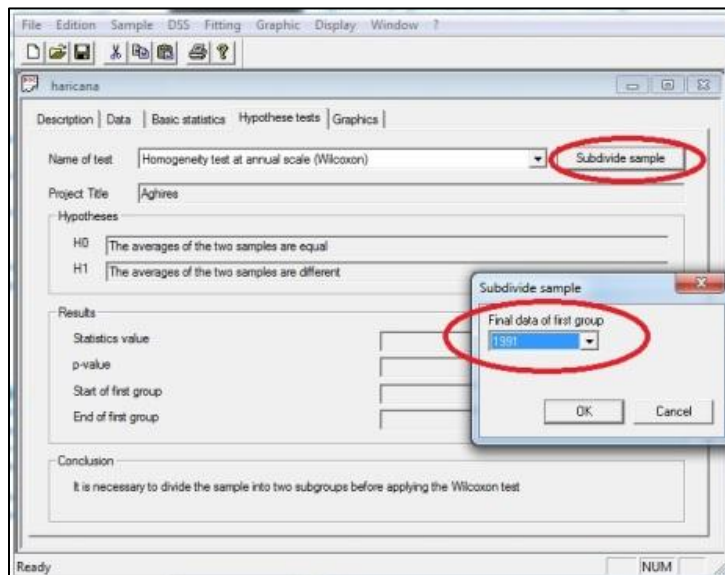 File Edition Sample DSS Fitting Graphic Display Window ?
haricana
Description Data Basic statistics Hypothese tests Graphics
Name of test Homogeneity test at annual scale (Wilcoxon) Subdivide sample
Project Title Aghires
Hypotheses
H0 The averages of the two samples are equal
H1 The averages of the two samples are different
Subdivide sample
Final data of first group
1991
OK Cancel
Results
Statistics value
p-value
Start of first group
End of first group
Conclusion
It is necessary to divide the sample into two subgroups before applying the Wilcoxon test
Ready NUM